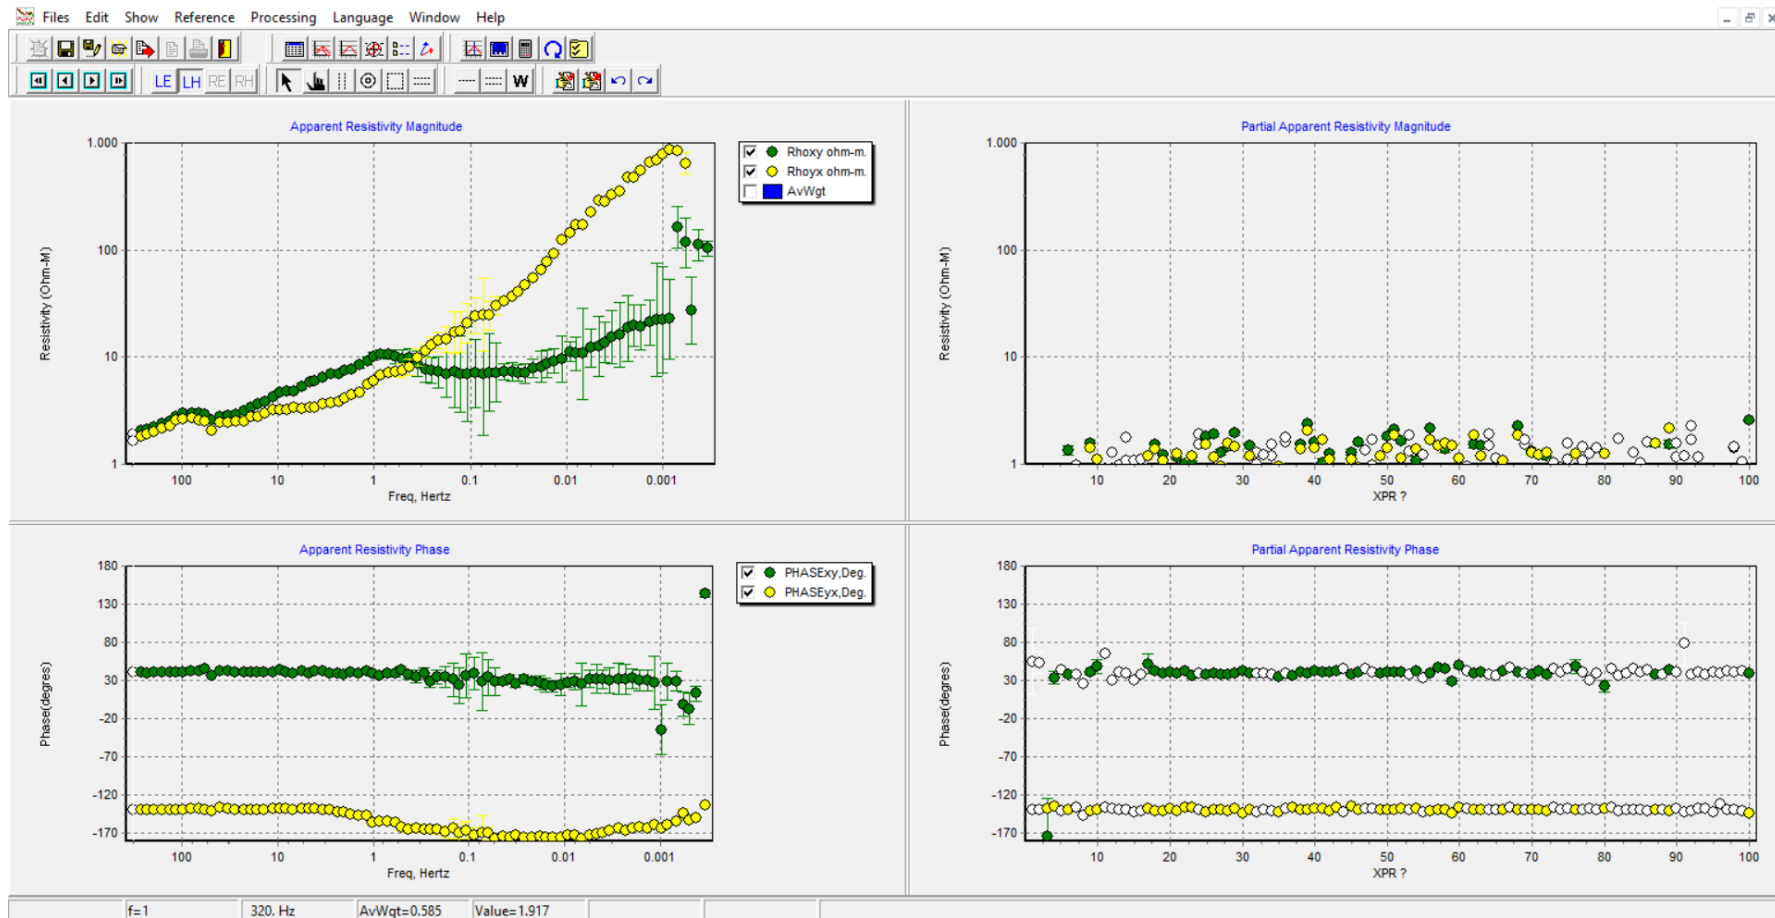 Files Edit Show Reference Processing Language Window Help
LE LH RE RH W
Apparent Resistivity Magnitude
1.000
100
10
1
Resistivity (Ohm-M)
100 10 1 0.1 0.01 0.001
Freq, Hertz
Rhoxy ohm-m.
Rhoyx ohm-m.
AvWgt
Partial Apparent Resistivity Magnitude
1.000
100
10
1
Resistivity (Ohm-M)
10 20 30 40 50 60 70 80 90 100
XPR ?
Apparent Resistivity Phase
180
130
80
30
-20
-70
-120
-170
Phase(degres)
100 10 1 0.1 0.01 0.001
Freq, Hertz
PHASExy,Deg.
PHASEyx,Deg.
Partial Apparent Resistivity Phase
180
130
80
30
-20
-70
-120
-170
Phase(degres)
10 20 30 40 50 60 70 80 90 100
XPR ?
f=1 320. Hz AvWgt=0.585 Value=1.917